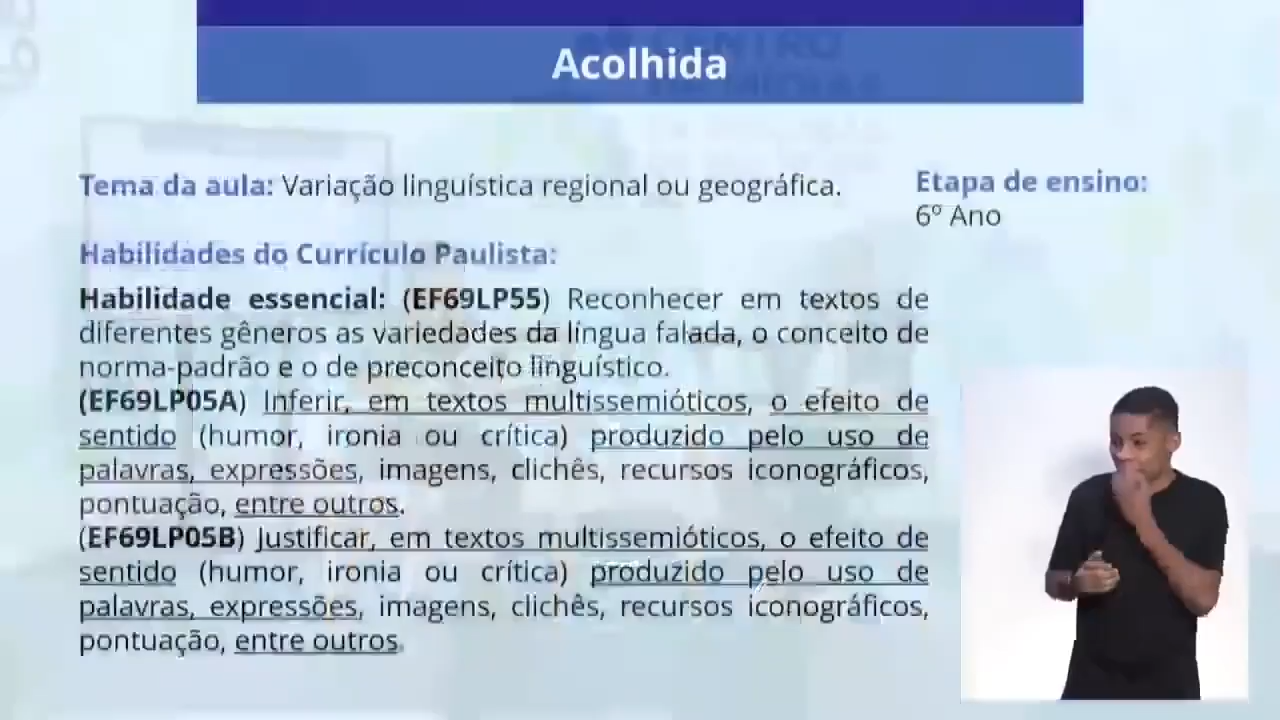 Acolhida
Tema da aula: Variação linguística regional ou geográfica.
Etapa de ensino:
6º Ano
Habilidades do Currículo Paulista:
Habilidade essencial: (EF69LP55) Reconhecer em textos de
diferentes gêneros as variedades da língua falada, o conceito de
norma-padrão e o de preconceito linguístico.
(EF69LP05A) Inferir, em textos multissemióticos, o efeito de
sentido (humor, ironia ou crítica) produzido pelo uso de
palavras, expressões, imagens, clichês, recursos iconográficos,
pontuação, entre outros.
(EF69LP05B) Justificar, em textos multissemióticos, o efeito de
sentido (humor, ironia ou crítica) produzido pelo uso de
palavras, expressões, imagens, clichês, recursos iconográficos,
pontuação, entre outros.
CENTRO